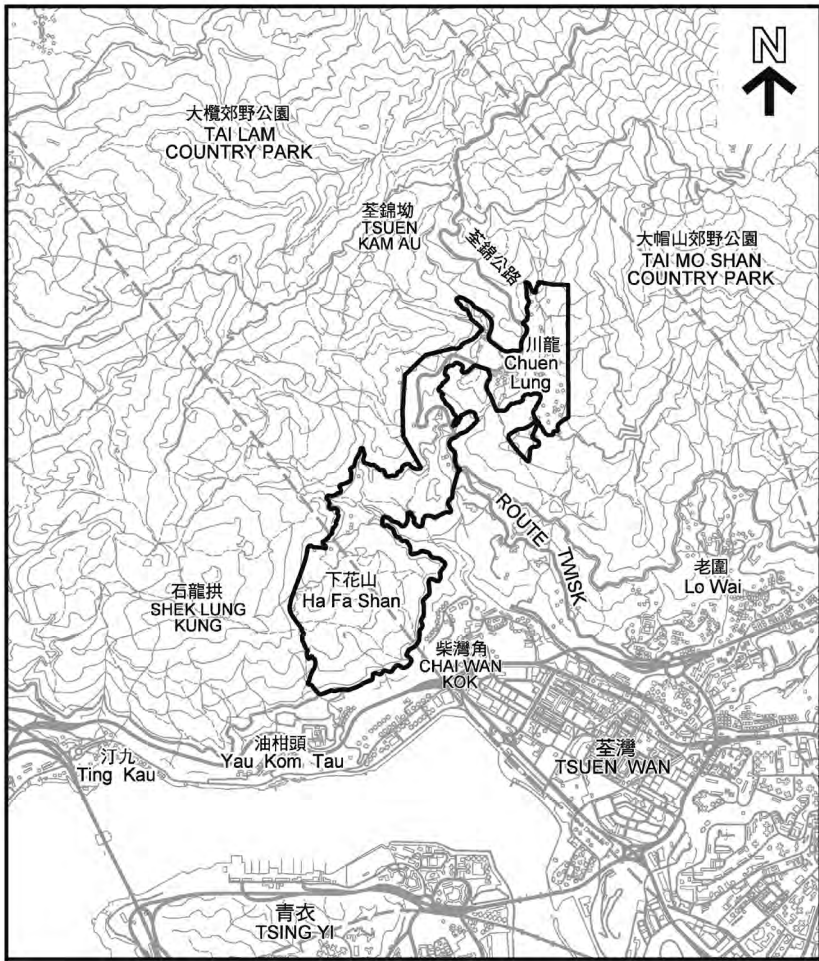 N
大欖郊野公園
TAI LAM
COUNTRY PARK
荃錦坳
TSUEN
KAM AU
荃錦公路
大帽山郊野公園
TAI MO SHAN
COUNTRY PARK
川龍
Chuen
Lung
ROUTE TWISK
老圍
Lo Wai
下花山
Ha Fa Shan
石龍拱
SHEK LUNG
KUNG
柴灣角
CHAI WAN
KOK
油柑頭
Yau Kom Tau
汀九
Ting Kau
荃灣
TSUEN WAN
青衣
TSING YI